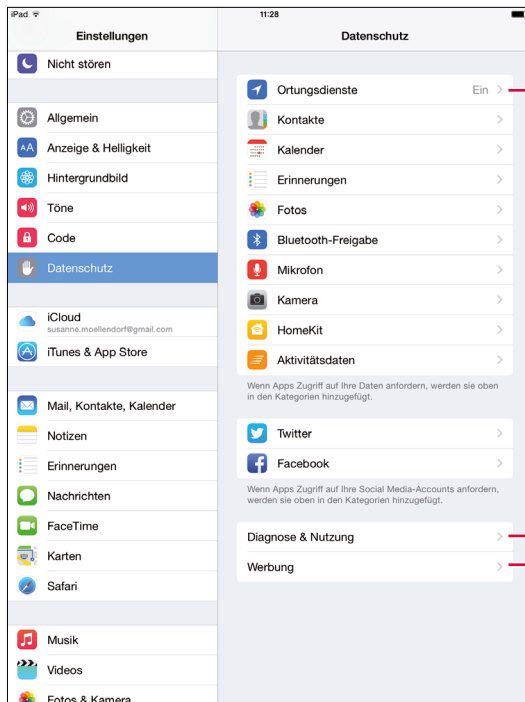 iPad
11:28
Einstellungen
Nicht stören
Allgemein
AA Anzeige & Helligkeit
Hintergrundbild
Töne
Code
Datenschutz
iCloud
susanne.moellendorf@gmail.com
iTunes & App Store
Mail, Kontakte, Kalender
Notizen
Erinnerungen
Nachrichten
FaceTime
Karten
Safari
Musik
Videos
Fotos & Kamera
Datenschutz
Ortungsdienste Ein
Kontakte
Kalender
Erinnerungen
Fotos
Bluetooth-Freigabe
Mikrofon
Kamera
HomeKit
Aktivitätsdaten
Wenn Apps Zugriff auf Ihre Daten anfordern, werden sie oben
in den Kategorien hinzugefügt.
Twitter
Facebook
Wenn Apps Zugriff auf Ihre Social Media-Accounts anfordern,
werden sie oben in den Kategorien hinzugefügt.
Diagnose & Nutzung
Werbung